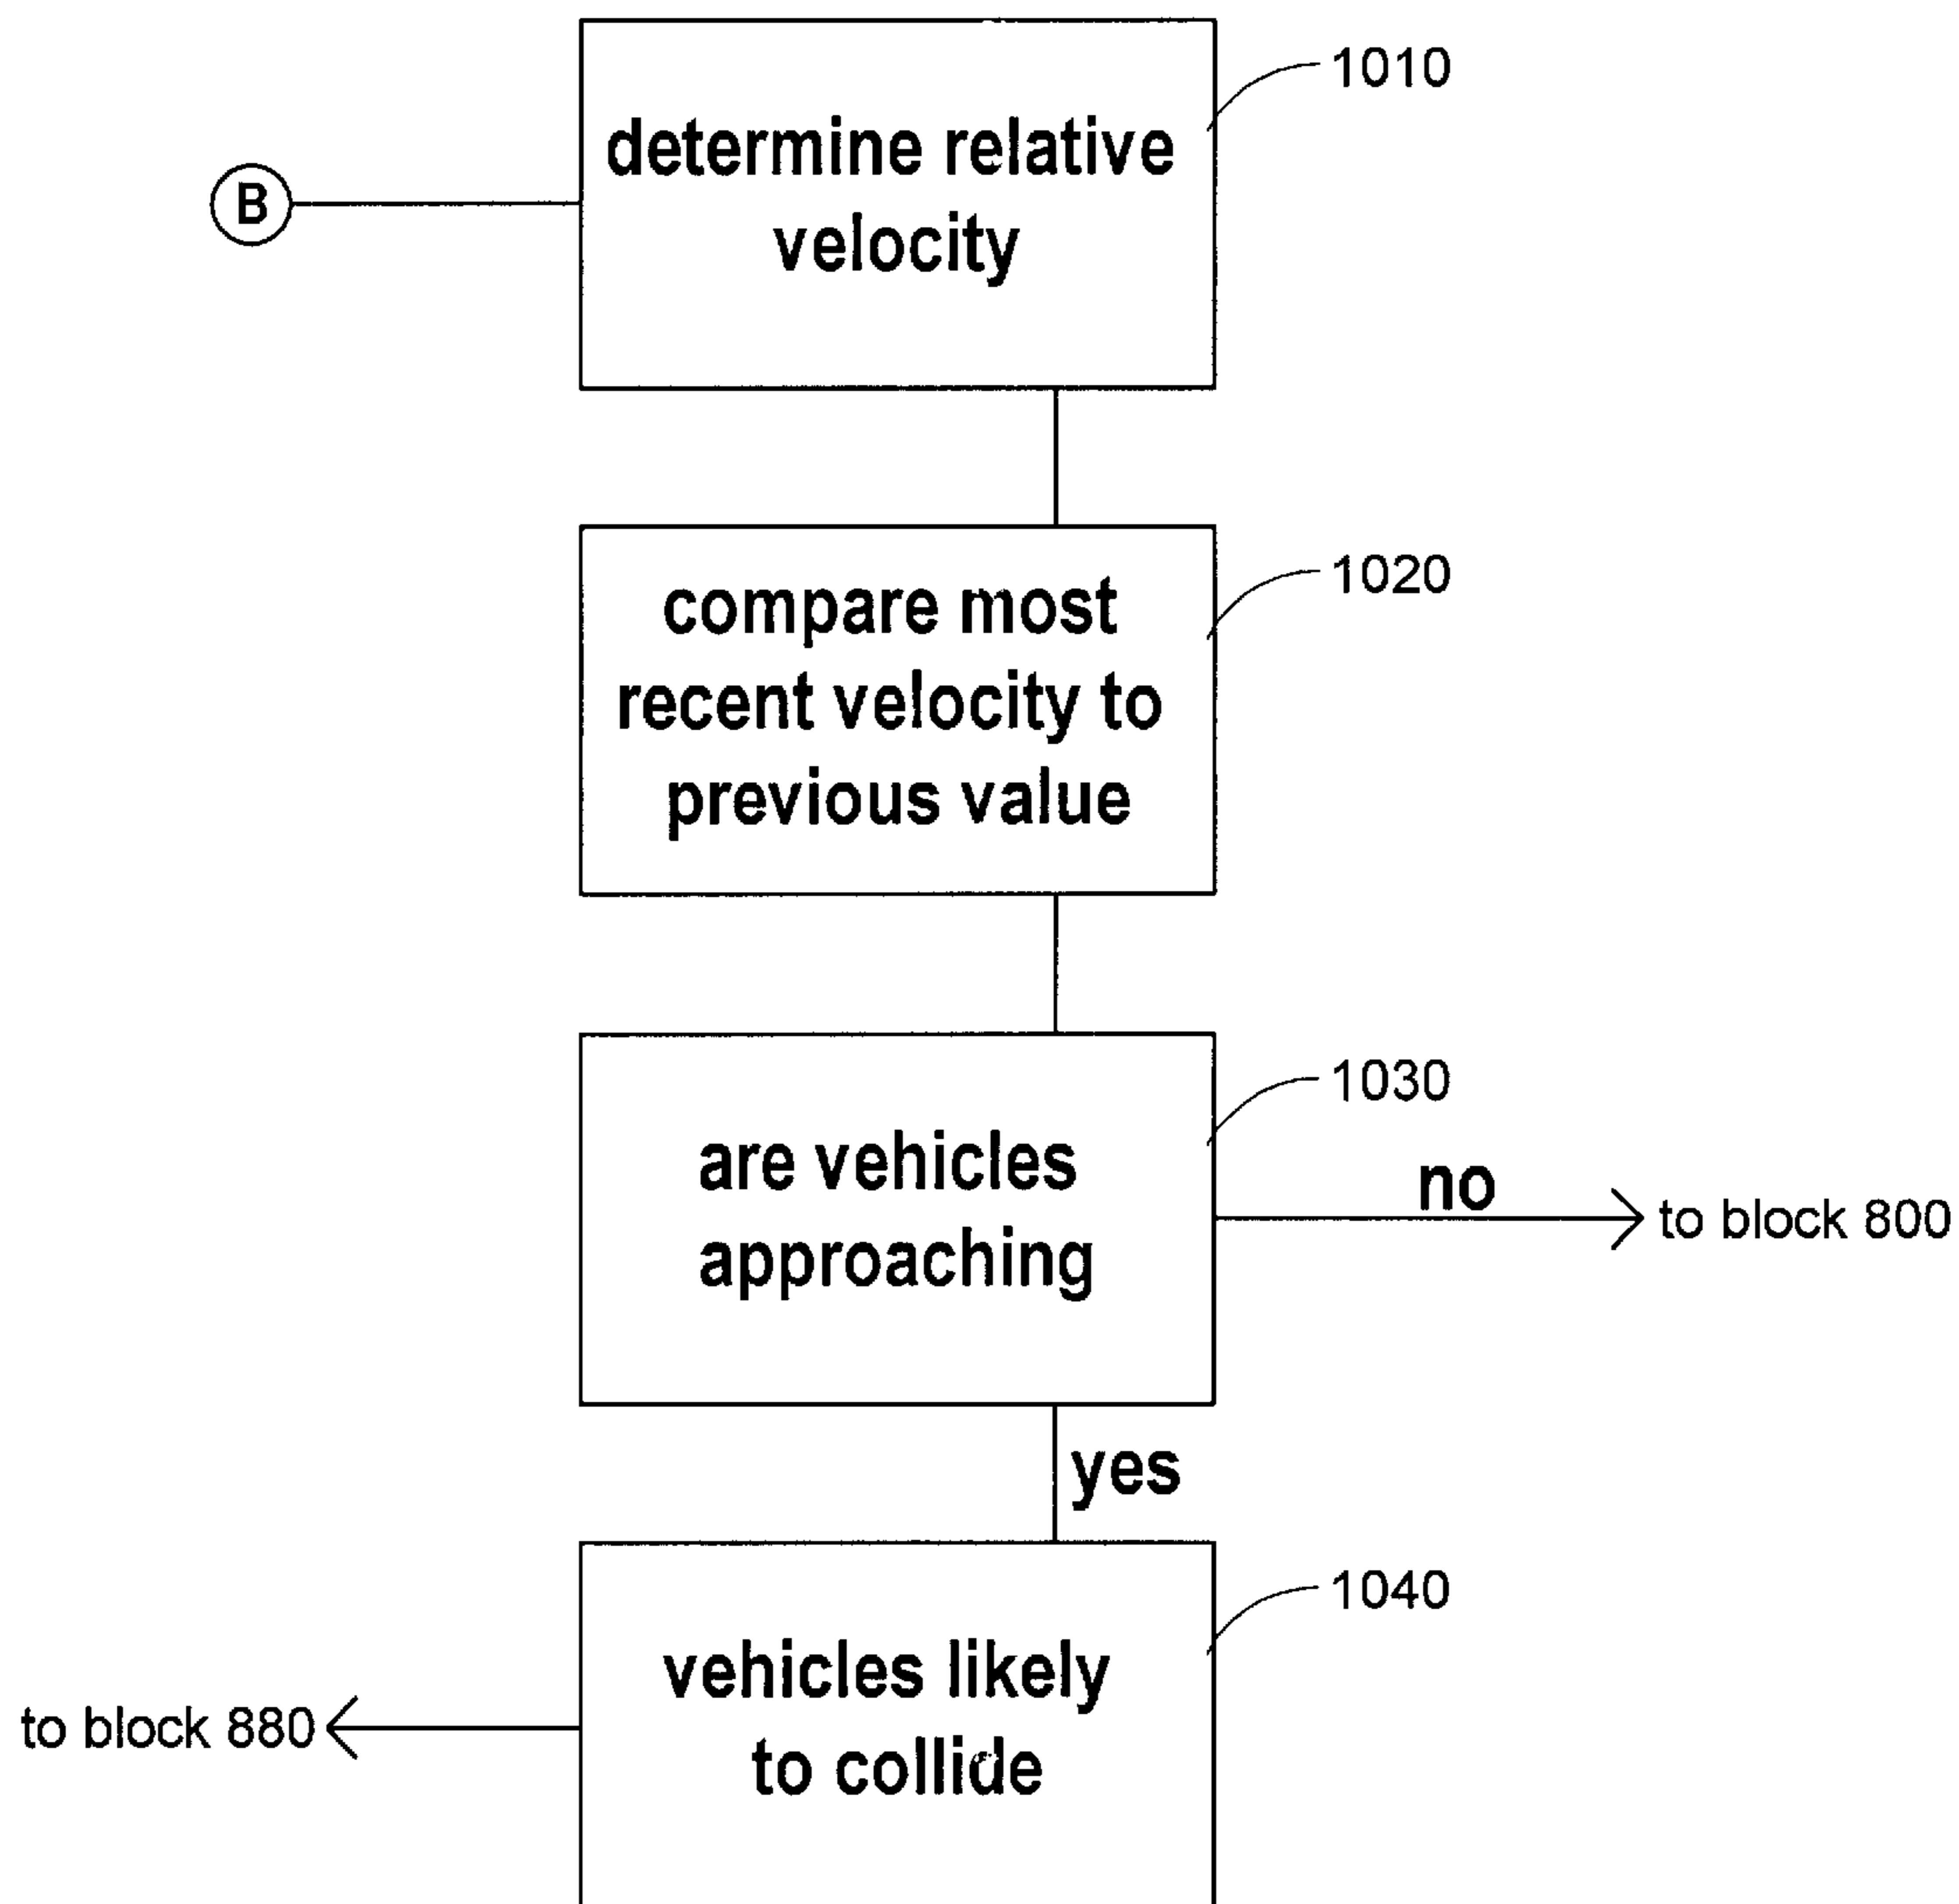 1010
determine relative
velocity
B
1020
compare most
recent velocity to
previous value
1030
are vehicles
approaching
no
to block 800
yes
1040
vehicles likely
to collide
to block 880